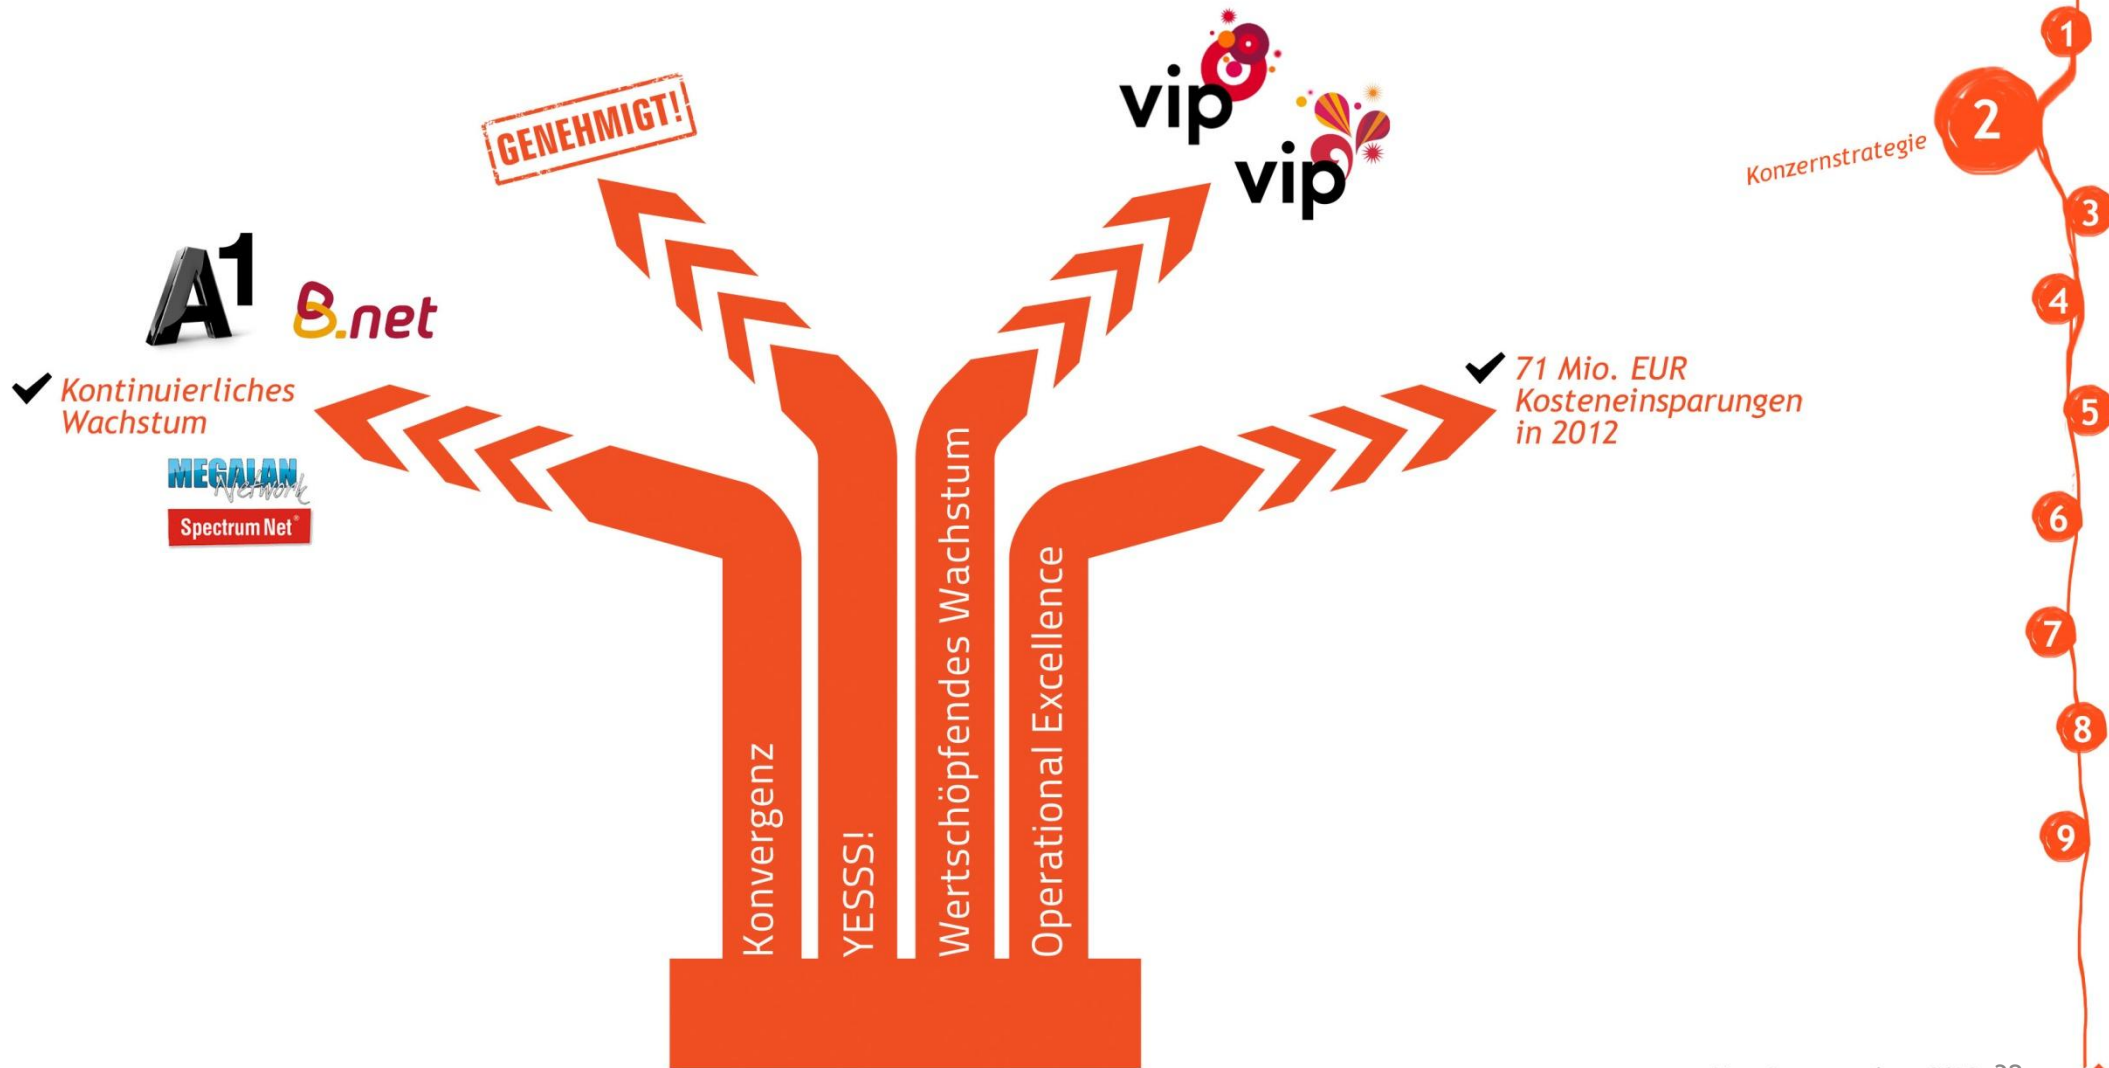 GENEHMIGT!
vip
vip
A1
B.net
Kontinuierliches
Wachstum
MEGALAN
Network
Spectrum Net
71 Mio. EUR
Kosteneinsparungen
in 2012
Konvergenz
YESSS!
Wertschöpfendes Wachstum
Operational Excellence
Konzernstrategie
1
2
3
4
5
6
7
8
9